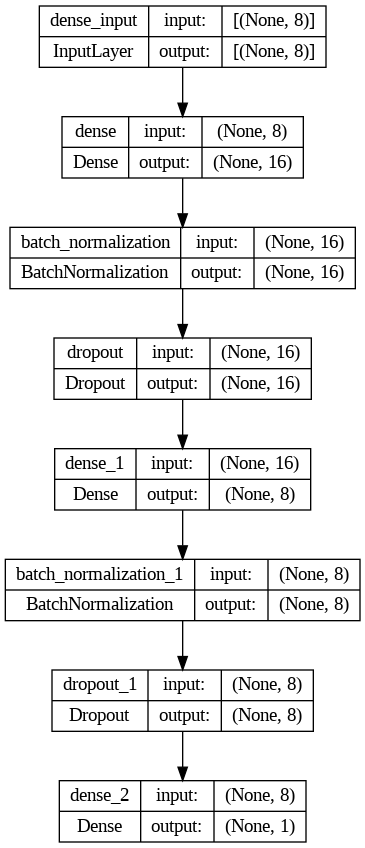 dense_input input: [(None, 8)]
InputLayer output: [(None, 8)]
dense input: (None, 8)
Dense output: (None, 16)
batch_normalization input: (None, 16)
BatchNormalization output: (None, 16)
dropout input: (None, 16)
Dropout output: (None, 16)
dense_1 input: (None, 16)
Dense output: (None, 8)
batch_normalization_1 input: (None, 8)
BatchNormalization output: (None, 8)
dropout_1 input: (None, 8)
Dropout output: (None, 8)
dense_2 input: (None, 8)
Dense output: (None, 1)